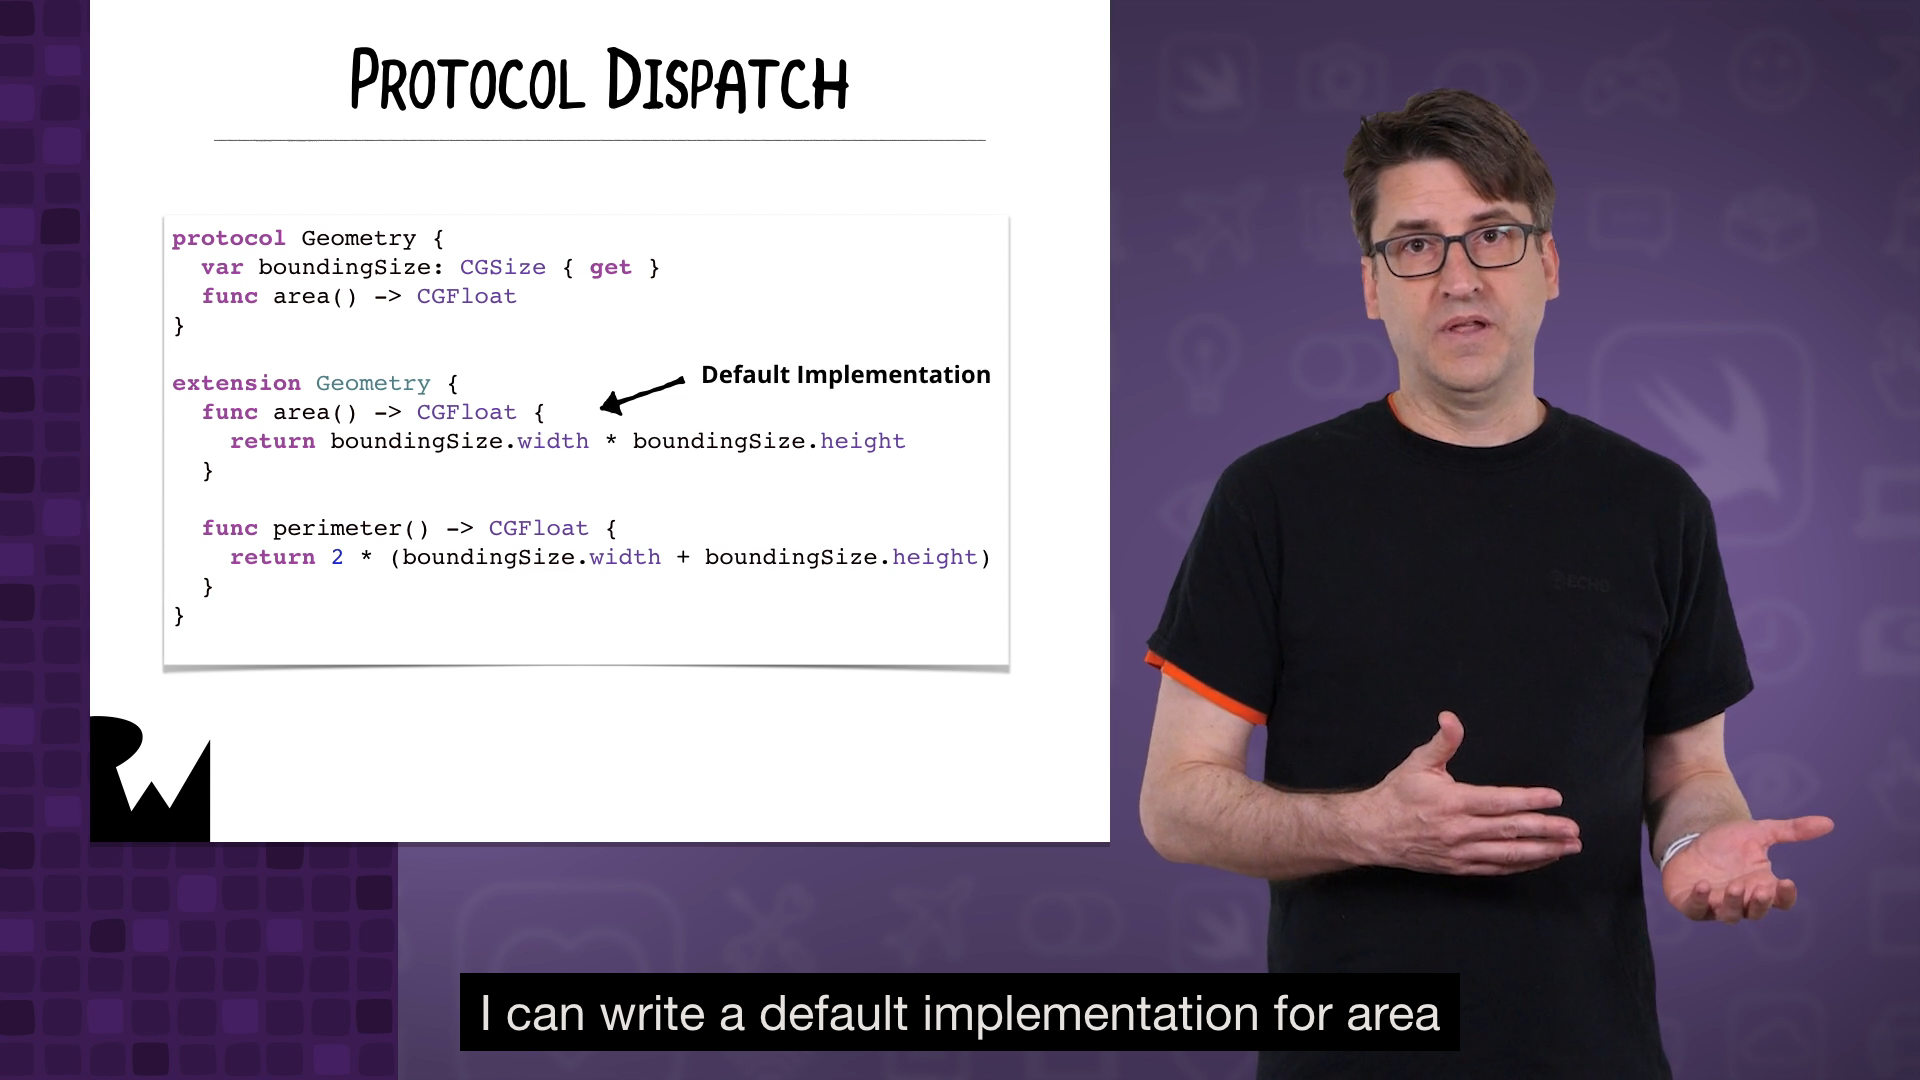 PROTOCOL DISPATCH
protocol Geometry {
  var boundingSize: CGSize { get }
  func area() -> CGFloat
}
extension Geometry {
Default Implementation
  func area() -> CGFloat {
    return boundingSize.width * boundingSize.height
  }
  func perimeter() -> CGFloat {
    return 2 * (boundingSize.width + boundingSize.height)
  }
}
RW
I can write a default implementation for area